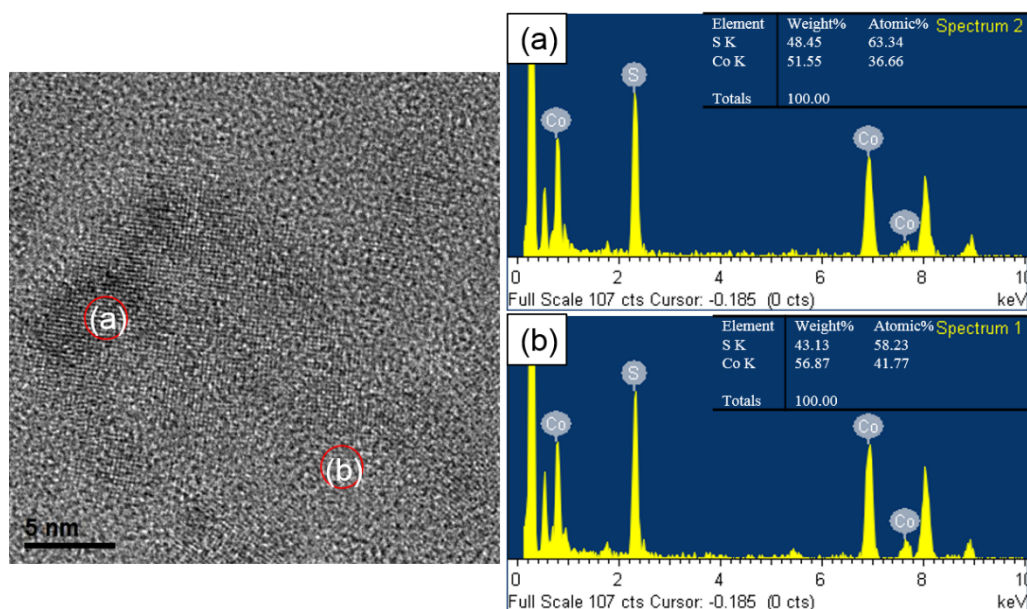 (a)
(b)
5 nm
(a)
Element Weight% Atomic% Spectrum 2
S K 48.45 63.34
Co K 51.55 36.66
Totals 100.00
S
Co
Co
Co
0 2 4 6 8 10
Full Scale 107 cts Cursor: -0.185 (0 cts) keV
(b)
Element Weight% Atomic% Spectrum 1
S K 43.13 58.23
Co K 56.87 41.77
Totals 100.00
S
Co
Co
Co
0 2 4 6 8 10
Full Scale 107 cts Cursor: -0.185 (0 cts) keV